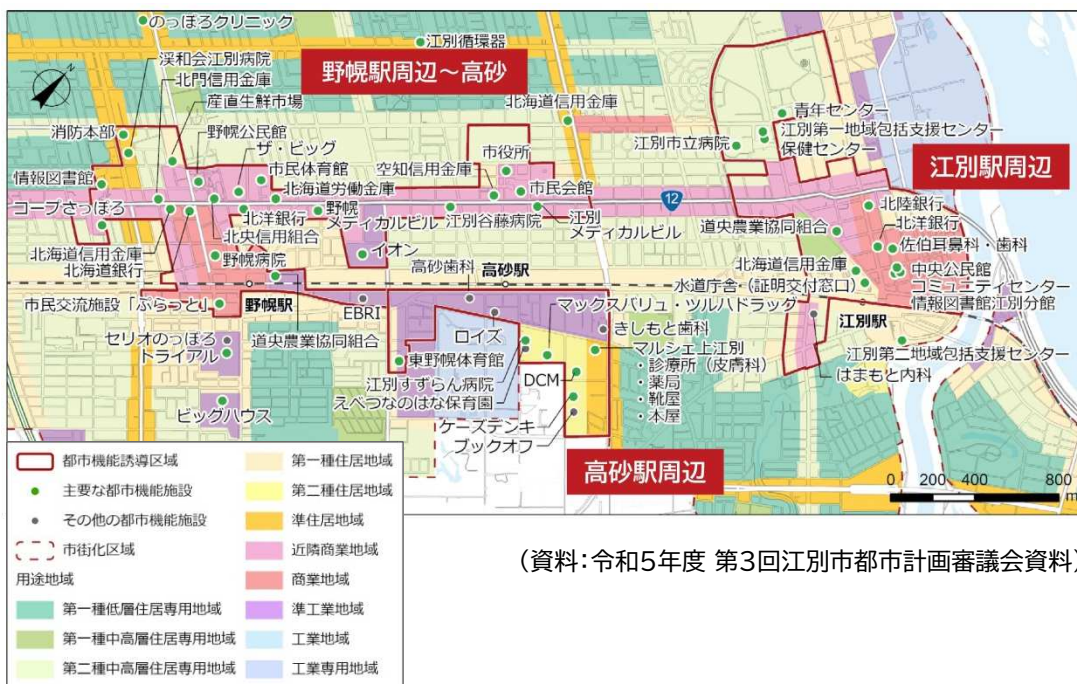 のっぽろクリニック
江別循環器
渓和会江別病院
北門信用金庫
産直生鮮市場
野幌駅周辺～高砂
北海道信用金庫
青年センター
江別第一地域包括支援センター
保健センター
江別市立病院
消防本部
野幌公民館
ザ・ビッグ
市民体育館
北海道労働金庫
空知信用金庫
市役所
市民会館
江別駅周辺
情報図書館
コープさっぽろ
12
北洋銀行
野幌
メディカルビル
江別谷藤病院
江別
メディカルビル
北陸銀行
北洋銀行
道央農業協同組合
佐伯耳鼻科・歯科
北海道信用金庫
北海道銀行
北央信用組合
野幌病院
イオン
高砂歯科
高砂駅
北海道信用金庫
中央公民館
コミュニティセンター
水道庁舎(証明交付窓口)
情報図書館江別分館
市民交流施設「ぷらっと」
野幌駅
EBRI
マックスバリュ・ツルハドラッグ
江別駅
セリオのっぽろ
トライアル
道央農業協同組合
ロイズ
きしもと歯科
東野幌体育館
マルシェ上江別
・診療所(皮膚科)
・薬局
・靴屋
・本屋
江別第二地域包括支援センター
はまもと内科
江別すずらん病院
えべつなのはな保育園
DCM
ビッグハウス
ケーズデンキ
ブックオフ
高砂駅周辺
0 200 400 800
m
都市機能誘導区域
主要な都市機能施設
その他の都市機能施設
市街化区域
用途地域
第一種低層住居専用地域
第一種中高層住居専用地域
第二種中高層住居専用地域
第一種住居地域
第二種住居地域
準住居地域
近隣商業地域
商業地域
準工業地域
工業地域
工業専用地域
(資料:令和5年度 第3回江別市都市計画審議会資料)